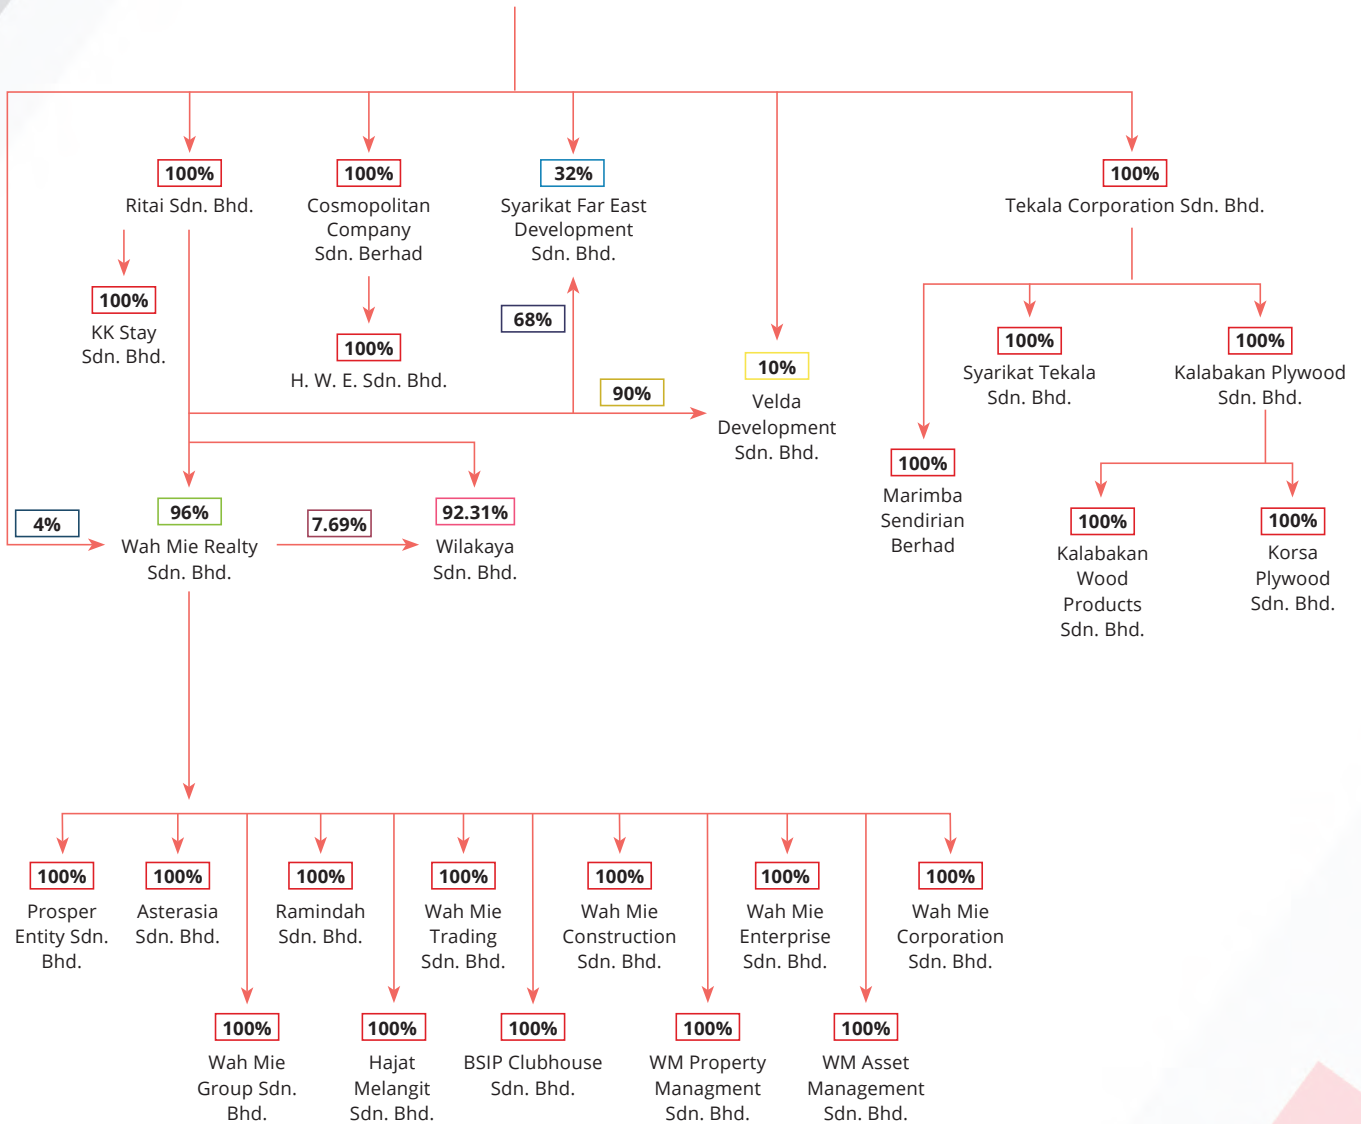 100%
Ritai Sdn. Bhd.
100%
Cosmopolitan
Company
Sdn. Berhad
32%
Syarikat Far East
Development
Sdn. Bhd.
100%
Tekala Corporation Sdn. Bhd.
100%
KK Stay
Sdn. Bhd.
100%
H. W. E. Sdn. Bhd.
68%
90%
10%
Velda
Development
Sdn. Bhd.
100%
Syarikat Tekala
Sdn. Bhd.
100%
Kalabakan Plywood
Sdn. Bhd.
100%
Marimba
Sendirian
Berhad
4%
96%
Wah Mie Realty
Sdn. Bhd.
7.69%
92.31%
Wilakaya
Sdn. Bhd.
100%
Kalabakan
Wood
Products
Sdn. Bhd.
100%
Korsa
Plywood
Sdn. Bhd.
100%
Prosper
Entity Sdn.
Bhd.
100%
Asterasia
Sdn. Bhd.
100%
Ramindah
Sdn. Bhd.
100%
Wah Mie
Trading
Sdn. Bhd.
100%
Wah Mie
Construction
Sdn. Bhd.
100%
Wah Mie
Enterprise
Sdn. Bhd.
100%
Wah Mie
Corporation
Sdn. Bhd.
100%
Wah Mie
Group Sdn.
Bhd.
100%
Hajat
Melangit
Sdn. Bhd.
100%
BSIP Clubhouse
Sdn. Bhd.
100%
WM Property
Managment
Sdn. Bhd.
100%
WM Asset
Management
Sdn. Bhd.